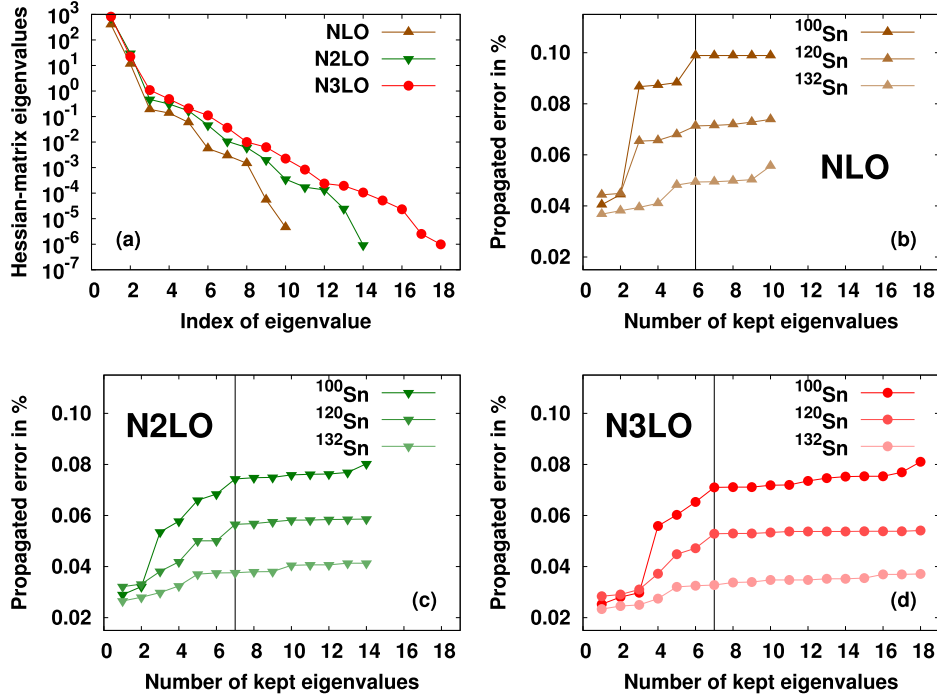 Hessian-matrix eigenvalues
10^3
10^2
10^1
10^0
10^-1
10^-2
10^-3
10^-4
10^-5
10^-6
10^-7
NLO
N2LO
N3LO
(a)
0 2 4 6 8 10 12 14 16 18
Index of eigenvalue
Propagated error in %
0.10
0.08
0.06
0.04
0.02
^100Sn
^120Sn
^132Sn
NLO
(b)
0 2 4 6 8 10 12 14 16 18
Number of kept eigenvalues
Propagated error in %
0.10
0.08
0.06
0.04
0.02
N2LO
^100Sn
^120Sn
^132Sn
(c)
0 2 4 6 8 10 12 14 16 18
Number of kept eigenvalues
Propagated error in %
0.10
0.08
0.06
0.04
0.02
N3LO
^100Sn
^120Sn
^132Sn
(d)
0 2 4 6 8 10 12 14 16 18
Number of kept eigenvalues